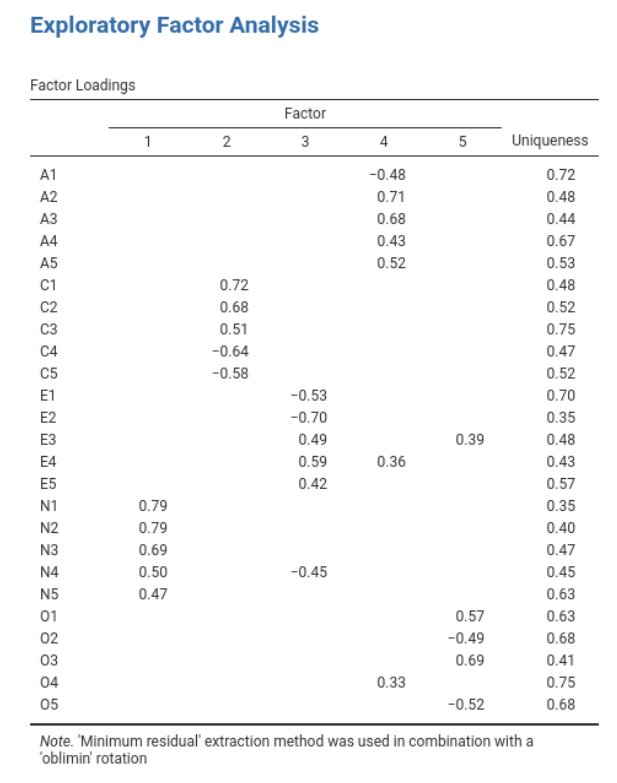 Exploratory Factor Analysis
Factor Loadings
Factor
1 2 3 4 5 Uniqueness
A1 −0.48 0.72
A2 0.71 0.48
A3 0.68 0.44
A4 0.43 0.67
A5 0.52 0.53
C1 0.72 0.48
C2 0.68 0.52
C3 0.51 0.75
C4 −0.64 0.47
C5 −0.58 0.52
E1 −0.53 0.70
E2 −0.70 0.35
E3 0.49 0.39 0.48
E4 0.59 0.36 0.43
E5 0.42 0.57
N1 0.79 0.35
N2 0.79 0.40
N3 0.69 0.47
N4 0.50 −0.45 0.45
N5 0.47 0.63
O1 0.57 0.63
O2 −0.49 0.68
O3 0.69 0.41
O4 0.33 0.75
O5 −0.52 0.68
Note. 'Minimum residual' extraction method was used in combination with a
'oblimin' rotation